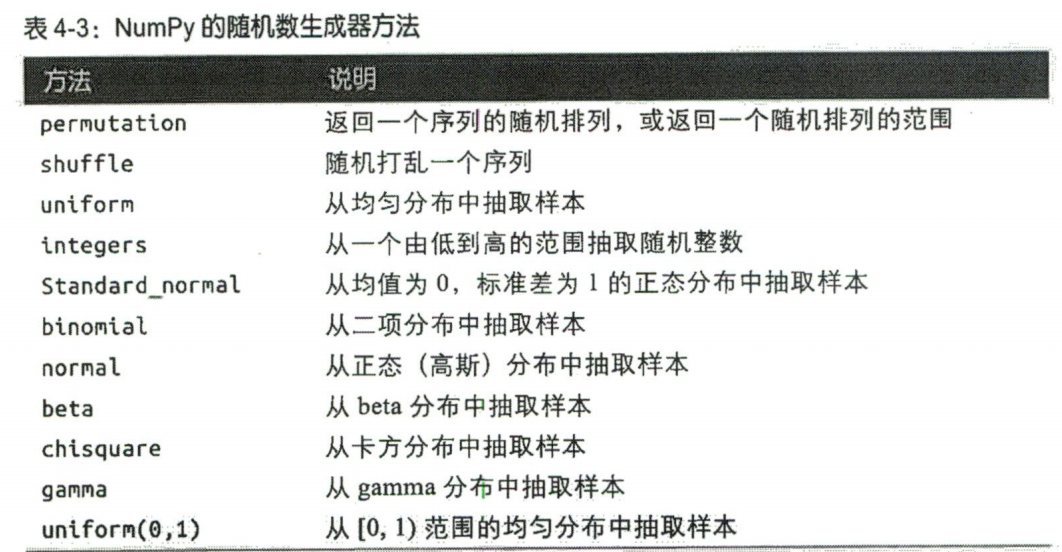 表 4-3：NumPy 的随机数生成器方法
方法 说明
permutation 返回一个序列的随机排列，或返回一个随机排列的范围
shuffle 随机打乱一个序列
uniform 从均匀分布中抽取样本
integers 从一个由低到高的范围抽取随机整数
Standard_normal 从均值为 0，标准差为 1 的正态分布中抽取样本
binomial 从二项分布中抽取样本
normal 从正态（高斯）分布中抽取样本
beta 从 beta 分布中抽取样本
chisquare 从卡方分布中抽取样本
gamma 从 gamma 分布中抽取样本
uniform(0,1) 从 [0, 1) 范围的均匀分布中抽取样本